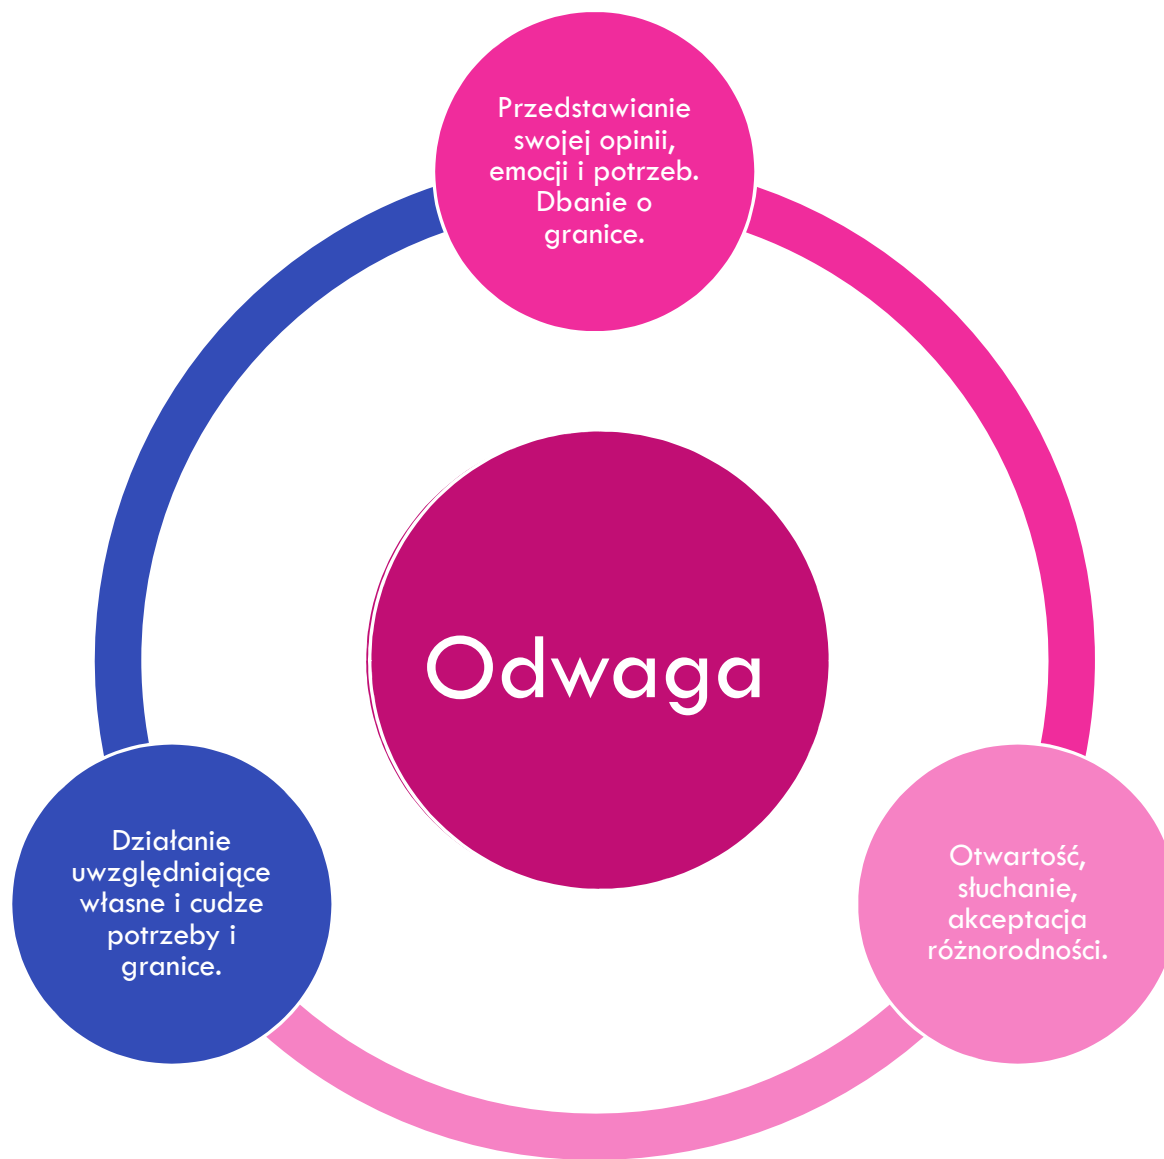 Przedstawianie
swojej opinii,
emocji i potrzeb.
Dbanie o
granice.
Odwaga
Działanie
uwzględniające
własne i cudze
potrzeby i
granice.
Otwartość,
słuchanie,
akceptacja
różnorodności.